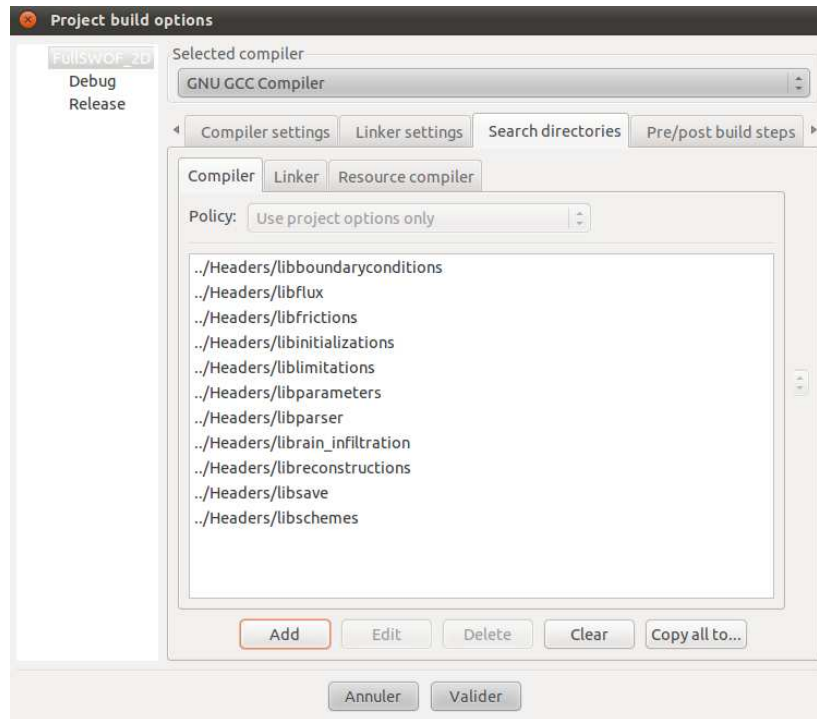 Project build options
FullSWOF_2D
Debug
Release
Selected compiler
GNU GCC Compiler
Compiler settings
Linker settings
Search directories
Pre/post build steps
Compiler
Linker
Resource compiler
Policy:
Use project options only
../Headers/libboundaryconditions
../Headers/libflux
../Headers/libfrictions
../Headers/libinitializations
../Headers/liblimitations
../Headers/libparameters
../Headers/libparser
../Headers/librain_infiltration
../Headers/libreconstructions
../Headers/libsave
../Headers/libschemes
Add
Edit
Delete
Clear
Copy all to...
Annuler
Valider